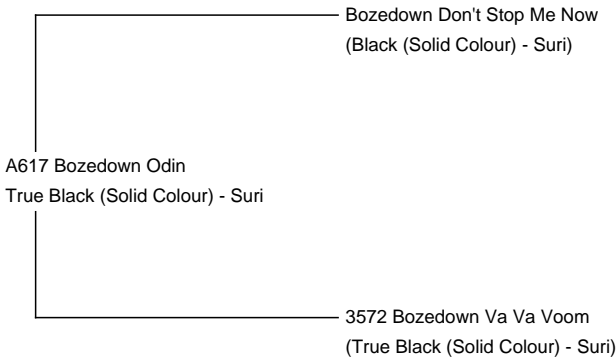 Bozedown Don't Stop Me Now
(Black (Solid Colour) - Suri)
A617 Bozedown Odin
True Black (Solid Colour) - Suri
3572 Bozedown Va Va Voom
(True Black (Solid Colour) - Suri)